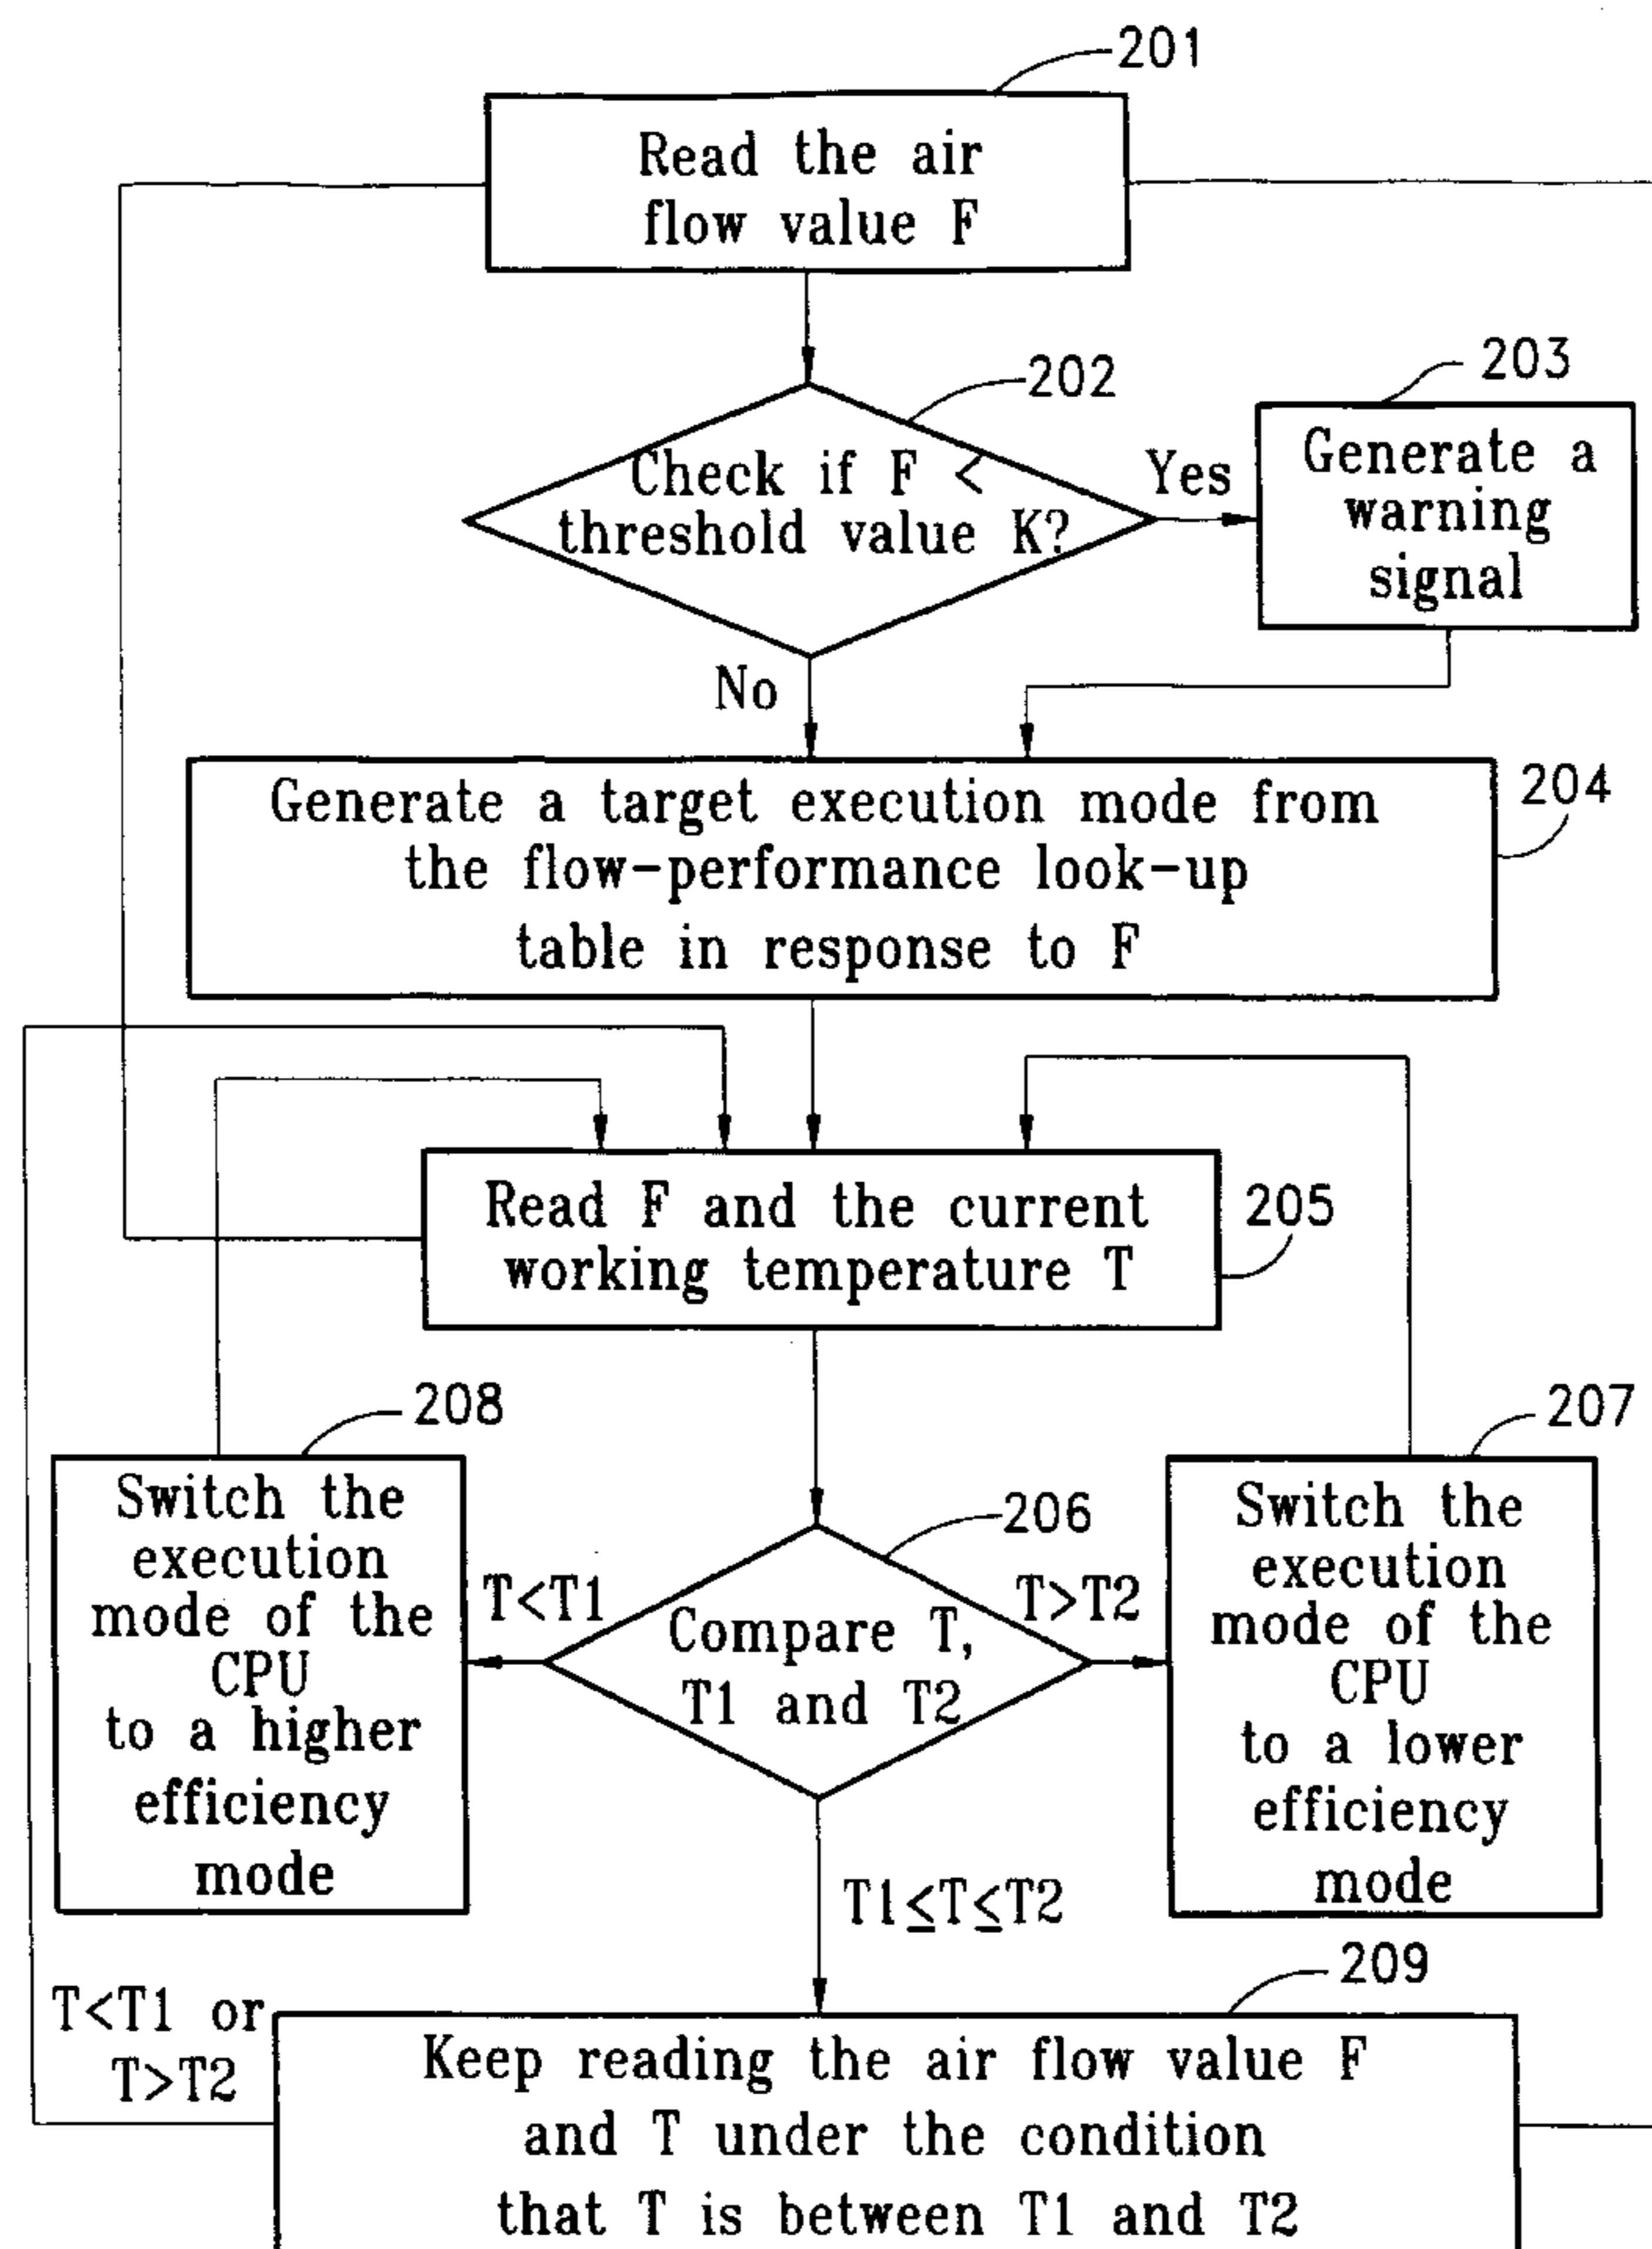 201
Read the air
flow value F
202
Check if F <
threshold value K?
Yes
203
Generate a
warning
signal
No
204
Generate a target execution mode from
the flow-performance look-up
table in response to F
Read F and the current
working temperature T
205
208
Switch the
execution
mode of the
CPU
to a higher
efficiency
mode
T<T1
206
Compare T,
T1 and T2
T>T2
207
Switch the
execution
mode of the
CPU
to a lower
efficiency
mode
T1≤T≤T2
209
T<T1 or
T>T2
Keep reading the air flow value F
and T under the condition
that T is between T1 and T2